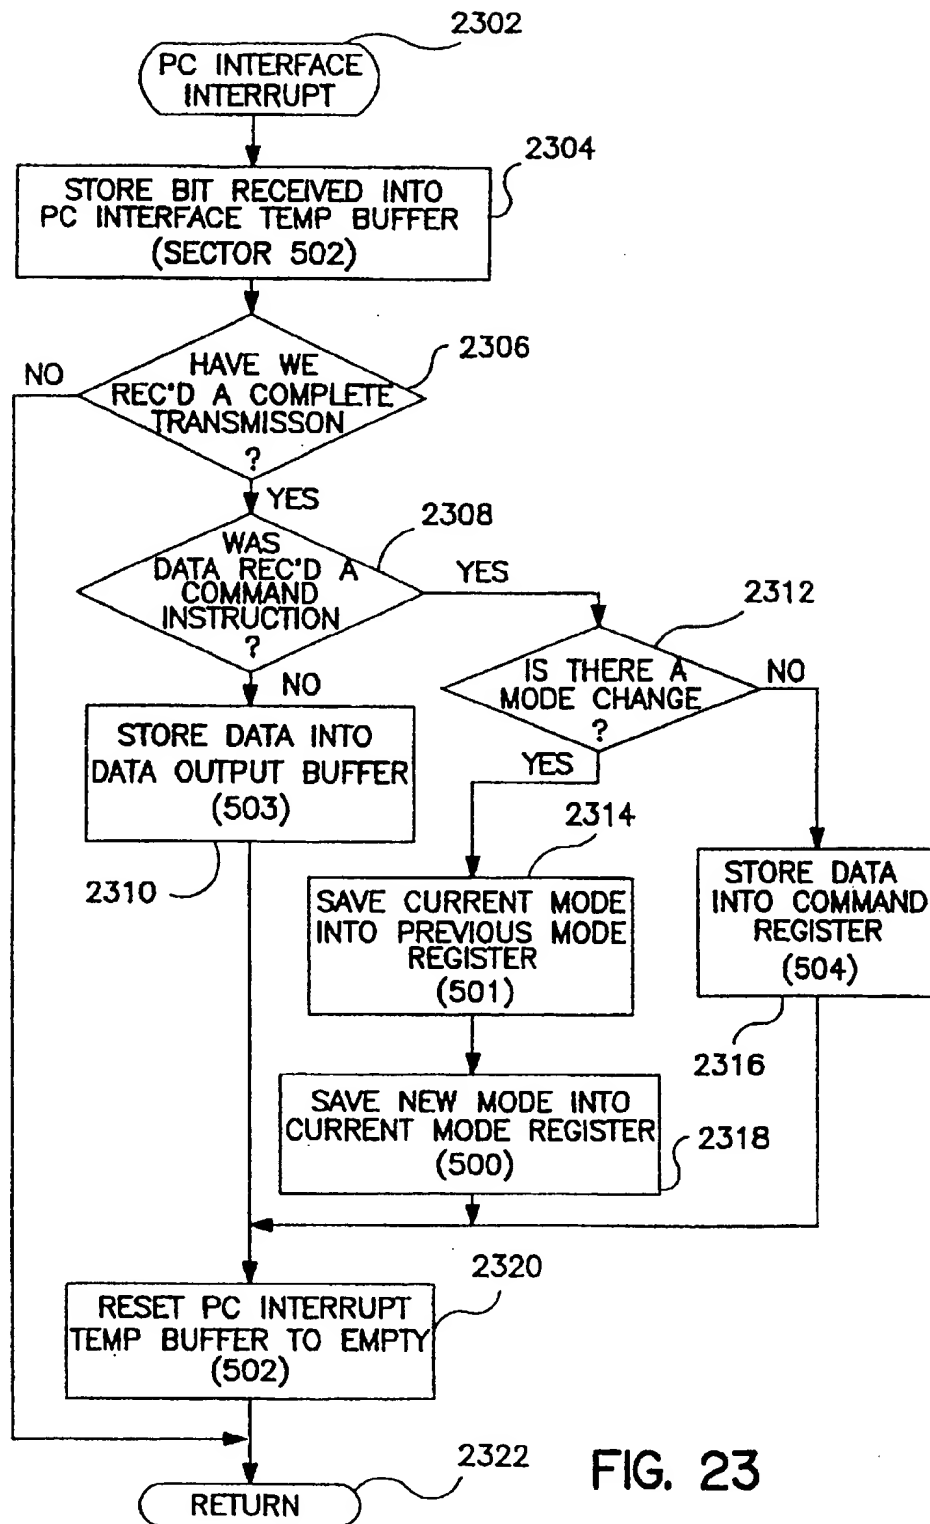 2302
PC INTERFACE
INTERRUPT
2304
STORE BIT RECEIVED INTO
PC INTERFACE TEMP BUFFER
(SECTOR 502)
2306
NO
HAVE WE
REC'D A COMPLETE
TRANSMISSON
?
YES
2308
WAS
DATA REC'D A
COMMAND
INSTRUCTION
?
YES
2312
NO
IS THERE A
MODE CHANGE
?
NO
YES
STORE DATA INTO
DATA OUTPUT BUFFER
(503)
2310
2314
SAVE CURRENT MODE
INTO PREVIOUS MODE
REGISTER
(501)
STORE DATA
INTO COMMAND
REGISTER
(504)
2316
SAVE NEW MODE INTO
CURRENT MODE REGISTER
(500)
2318
2320
RESET PC INTERRUPT
TEMP BUFFER TO EMPTY
(502)
2322
RETURN
FIG. 23